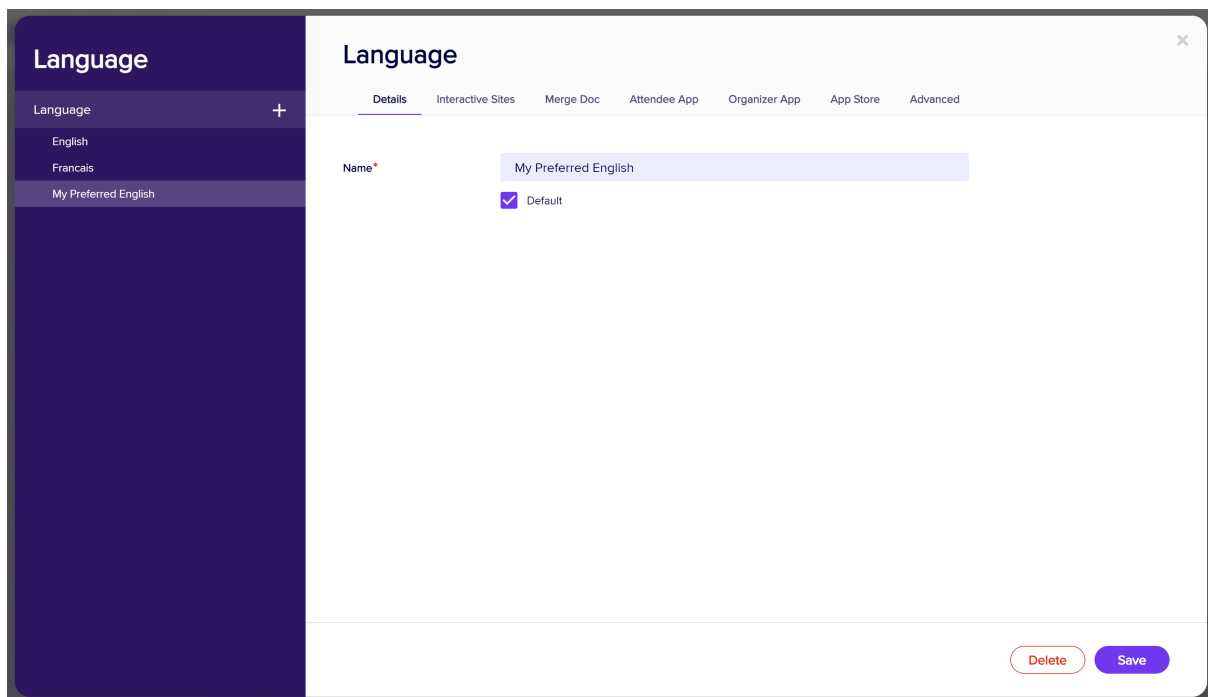 Language
Language +
English
Francais
My Preferred English
Language
×
Details Interactive Sites Merge Doc Attendee App Organizer App App Store Advanced
Name* My Preferred English
Default
Delete Save